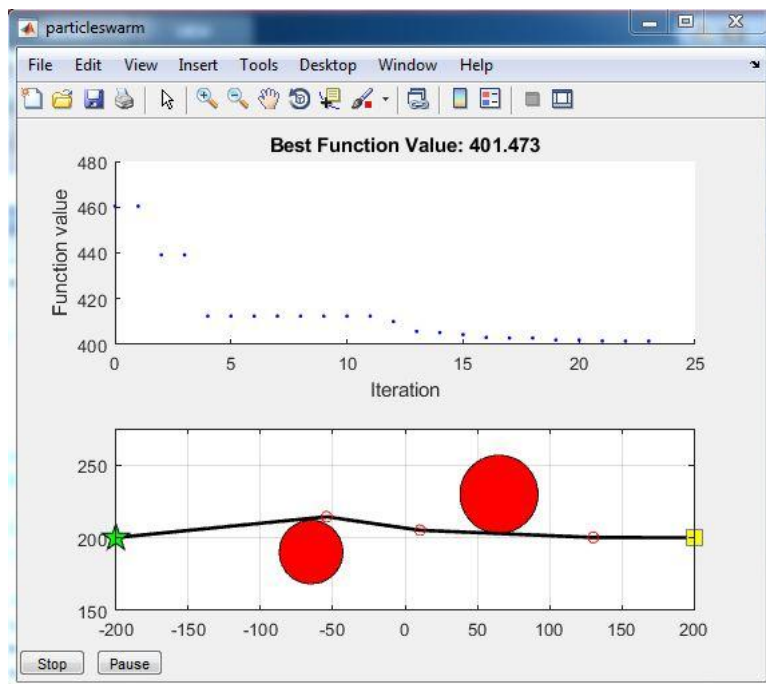 particleswarm
File Edit View Insert Tools Desktop Window Help
Best Function Value: 401.473
480
460
440
420
400
Function value
0 5 10 15 20 25
Iteration
250
200
150
-200 -150 -100 -50 0 50 100 150 200
Stop Pause